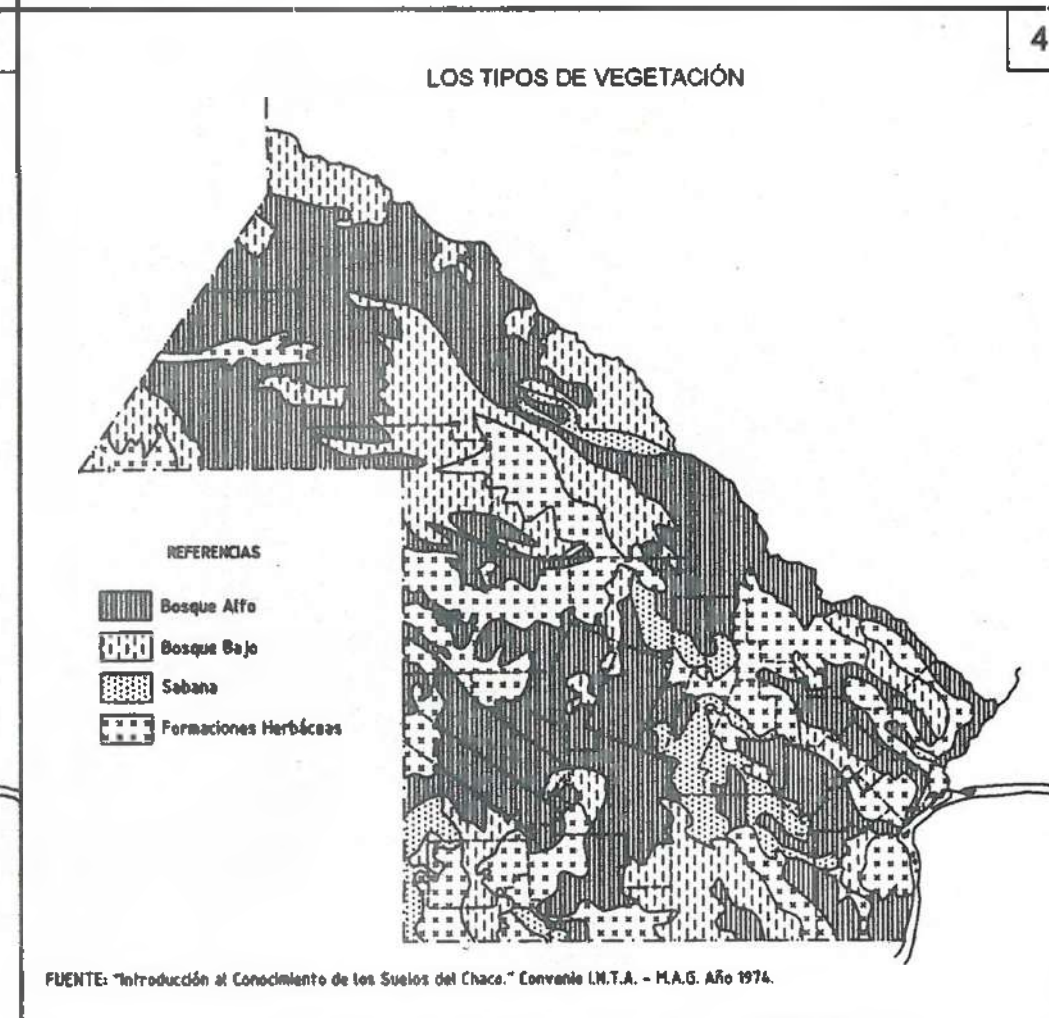 4
LOS TIPOS DE VEGETACIÓN
REFERENCIAS
Bosque Alto
Bosque Bajo
Sabana
Formaciones Herbáceas
FUENTE: "Introducción al Conocimiento de los Suelos del Chaco." Convenio I.N.T.A. - M.A.G. Año 1974.